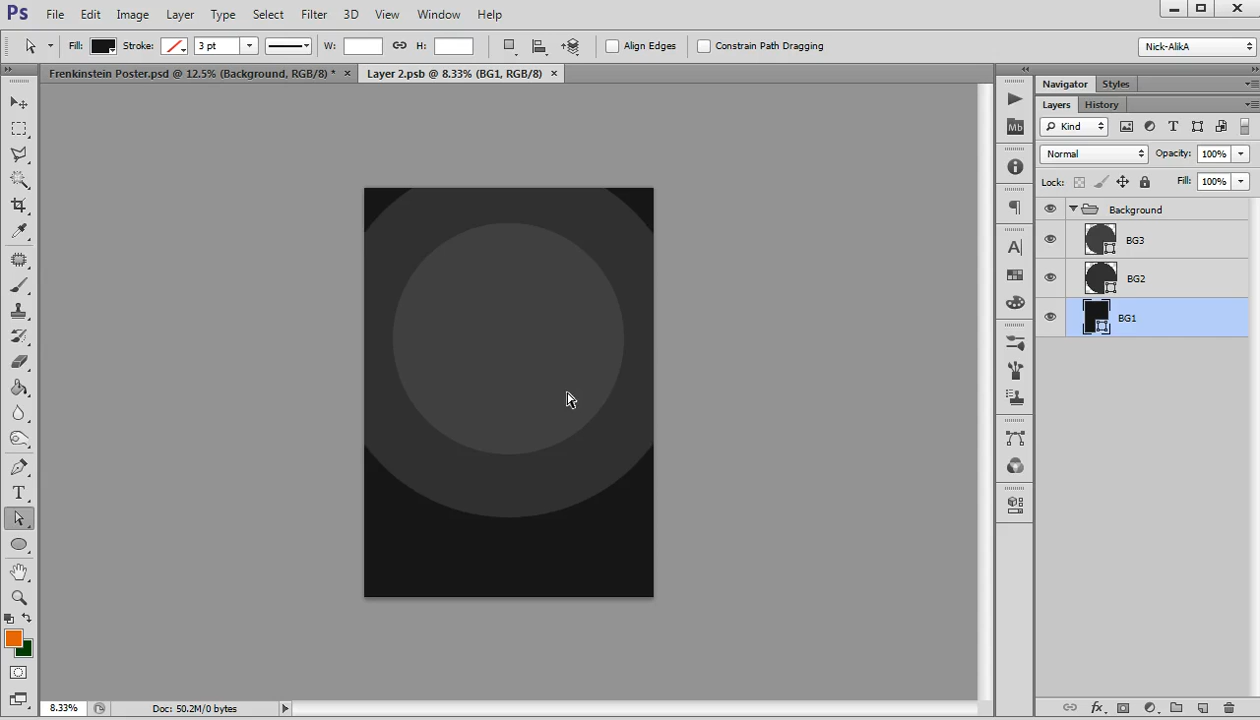 Ps File Edit Image Layer Type Select Filter 3D View Window Help
Fill: Stroke: 3 pt W: H: Align Edges Constrain Path Dragging Nick-AlikA
Frenkinstein Poster.psd @ 12.5% (Background, RGB/8) * × Layer 2.psb @ 8.33% (BG1, RGB/8) ×
Navigator Styles
Layers History
Kind
Normal Opacity: 100%
Lock: Fill: 100%
Background
BG3
BG2
BG1
Mb
A
T
8.33% Doc: 50.2M/0 bytes
fx